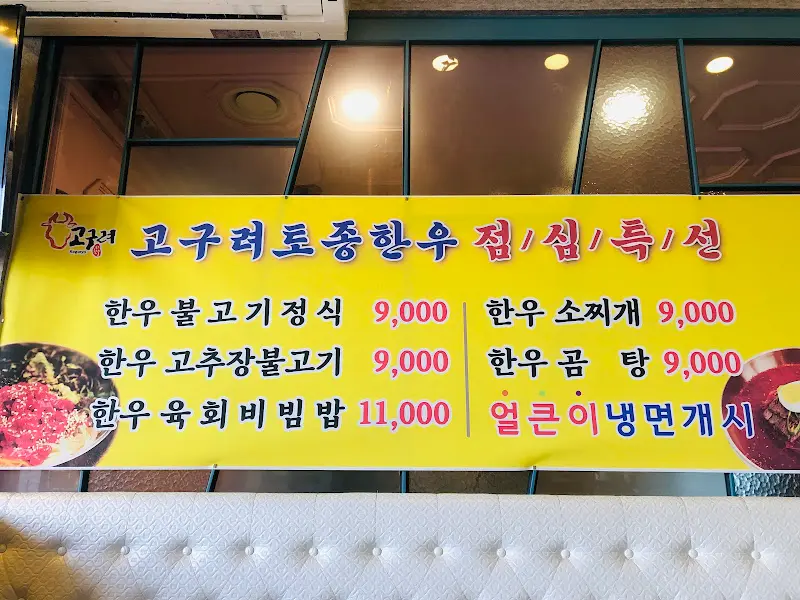 고구려
고구려토종한우 점/심/특/선
한우 불고기정식 9,000
한우 고추장불고기 9,000
한우 육회비빔밥 11,000
한우 소찌개 9,000
한우 곰 탕 9,000
얼큰이냉면개시